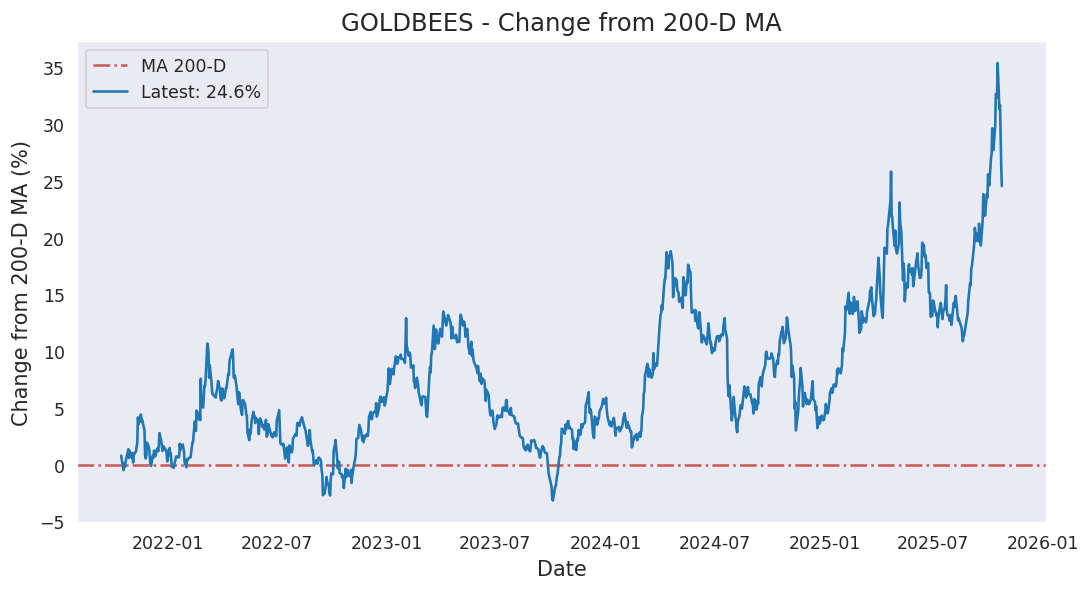 GOLDBEES - Change from 200-D MA
MA 200-D
Latest: 24.6%
Change from 200-D MA (%)
35
30
25
20
15
10
5
0
−5
2022-01 2022-07 2023-01 2023-07 2024-01 2024-07 2025-01 2025-07 2026-01
Date